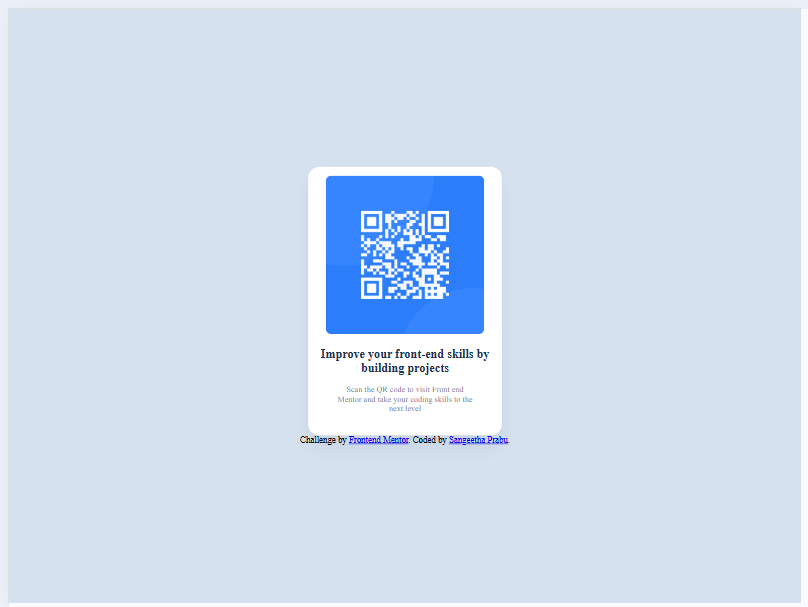 Improve your front-end skills by
building projects
Scan the QR code to visit Front end
Mentor and take your coding skills to the
next level
Challenge by Frontend Mentor. Coded by Sangeetha Prabu.